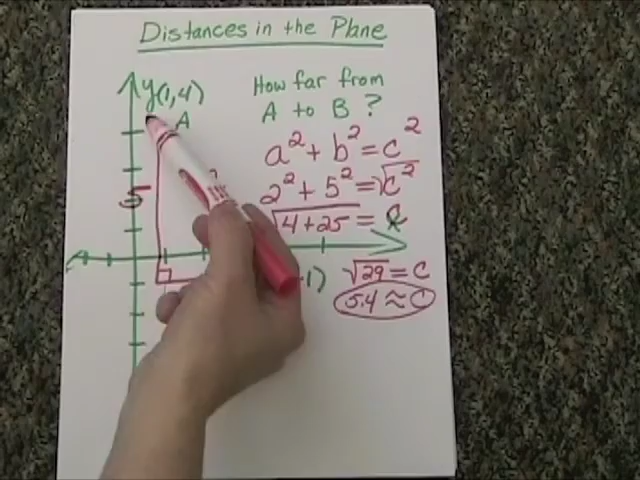 Distances in the Plane
y(1,4)
A
How far from
A to B ?
a² + b² = c²
2² + 5² = √c²
5
√4+25 = c
1)
√29 = C
5.4 ≈ C